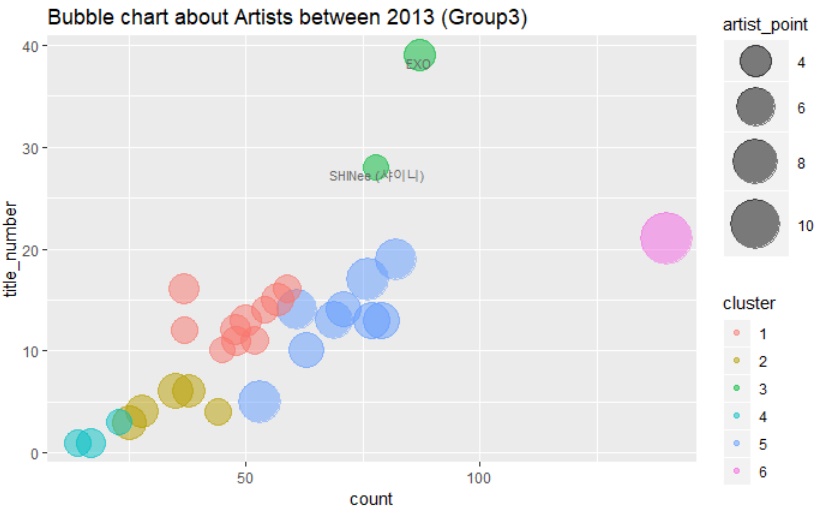 Bubble chart about Artists between 2013 (Group3)
title_number
40
30
20
10
0
EXO
SHINee (샤이니)
50
100
count
artist_point
4
6
8
10
cluster
1
2
3
4
5
6